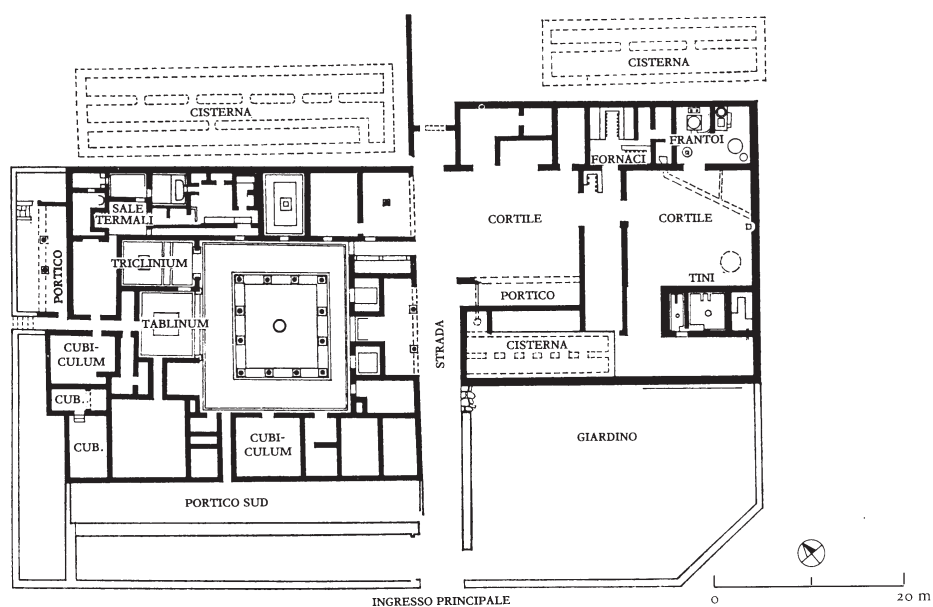 CISTERNA
CISTERNA
FRANTOI
FORNACI
SALE
TERMALI
CORTILE
CORTILE
PORTICO
TRICLINIUM
TINI
PORTICO
TABLINUM
STRADA
CISTERNA
CUBI-
CULUM
CUB.
CUB.
CUBI-
CULUM
GIARDINO
PORTICO SUD
INGRESSO PRINCIPALE
0
20 m